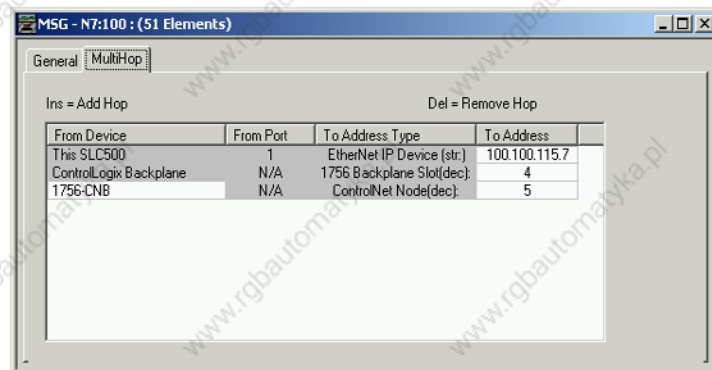 MSG - N7:100 : (51 Elements)
General MultiHop
Ins = Add Hop Del = Remove Hop
From Device From Port To Address Type To Address
This SLC500 1 EtherNet IP Device (str:) 100.100.115.7
ControlLogix Backplane N/A 1756 Backplane Slot(dec): 4
1756-CNB N/A ControlNet Node(dec): 5
www.rgbautomatyka.pl